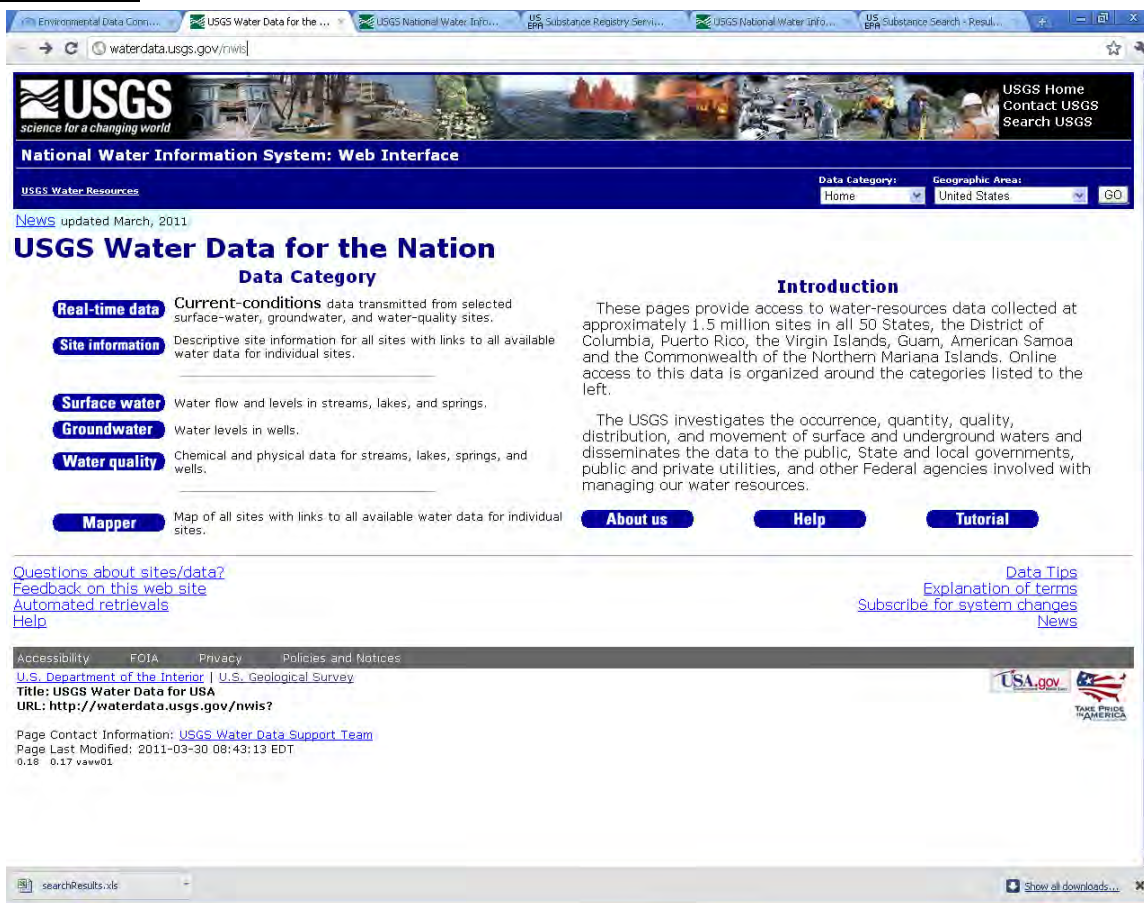 Environmental Data Conn...
USGS Water Data for the ...
USGS National Water Info...
US EPA Substance Registry Servi...
USGS National Water Info...
US EPA Substance Search - Resul...
waterdata.usgs.gov/nwis
USGS
science for a changing world
USGS Home
Contact USGS
Search USGS
National Water Information System: Web Interface
USGS Water Resources
Data Category:
Home
Geographic Area:
United States
GO
News updated March, 2011
USGS Water Data for the Nation
Data Category
Real-time data
Current-conditions data transmitted from selected
surface-water, groundwater, and water-quality sites.
Site information
Descriptive site information for all sites with links to all available
water data for individual sites.
Surface water
Water flow and levels in streams, lakes, and springs.
Groundwater
Water levels in wells.
Water quality
Chemical and physical data for streams, lakes, springs, and
wells.
Mapper
Map of all sites with links to all available water data for individual
sites.
Introduction
These pages provide access to water-resources data collected at
approximately 1.5 million sites in all 50 States, the District of
Columbia, Puerto Rico, the Virgin Islands, Guam, American Samoa
and the Commonwealth of the Northern Mariana Islands. Online
access to this data is organized around the categories listed to the
left.
The USGS investigates the occurrence, quantity, quality,
distribution, and movement of surface and underground waters and
disseminates the data to the public, State and local governments,
public and private utilities, and other Federal agencies involved with
managing our water resources.
About us
Help
Tutorial
Questions about sites/data?
Feedback on this web site
Automated retrievals
Help
Data Tips
Explanation of terms
Subscribe for system changes
News
Accessibility FOIA Privacy Policies and Notices
U.S. Department of the Interior | U.S. Geological Survey
Title: USGS Water Data for USA
URL: http://waterdata.usgs.gov/nwis?
Page Contact Information: USGS Water Data Support Team
Page Last Modified: 2011-03-30 08:43:13 EDT
0.18 0.17 vaww01
USA.gov
TAKE PRIDE
IN AMERICA
searchResults.xls
Show all downloads...